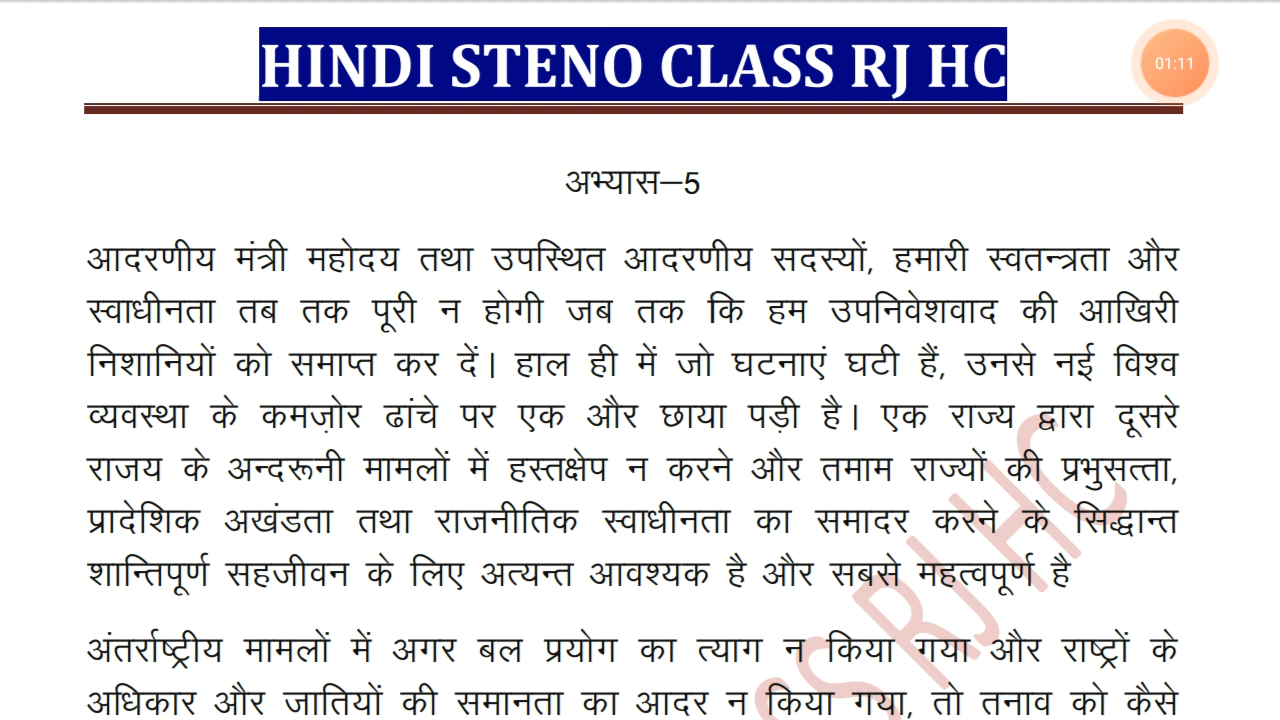 HINDI STENO CLASS RJ HC
01:11
अभ्यास–5
आदरणीय मंत्री महोदय तथा उपस्थित आदरणीय सदस्यों, हमारी स्वतन्त्रता और
स्वाधीनता तब तक पूरी न होगी जब तक कि हम उपनिवेशवाद की आखिरी
निशानियों को समाप्त कर दें। हाल ही में जो घटनाएं घटी हैं, उनसे नई विश्व
व्यवस्था के कमज़ोर ढांचे पर एक और छाया पड़ी है। एक राज्य द्वारा दूसरे
राजय के अन्दरूनी मामलों में हस्तक्षेप न करने और तमाम राज्यों की प्रभुसत्ता,
प्रादेशिक अखंडता तथा राजनीतिक स्वाधीनता का समादर करने के सिद्धान्त
शान्तिपूर्ण सहजीवन के लिए अत्यन्त आवश्यक है और सबसे महत्वपूर्ण है
अंतर्राष्ट्रीय मामलों में अगर बल प्रयोग का त्याग न किया गया और राष्ट्रों के
अधिकार और जातियों की समानता का आदर न किया गया, तो तनाव को कैसे
SS RJ HC